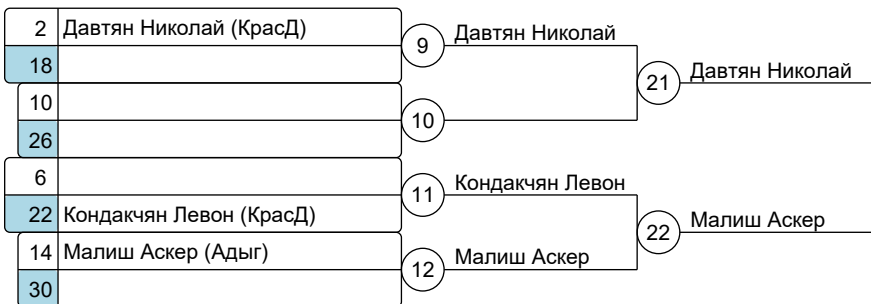 2 Давтян Николай (КрасД)
9 Давтян Николай
18
21 Давтян Николай
10
10
26
6
11 Кондакчян Левон
22 Кондакчян Левон (КрасД)
22 Малиш Аскер
14 Малиш Аскер (Адыг)
12 Малиш Аскер
30